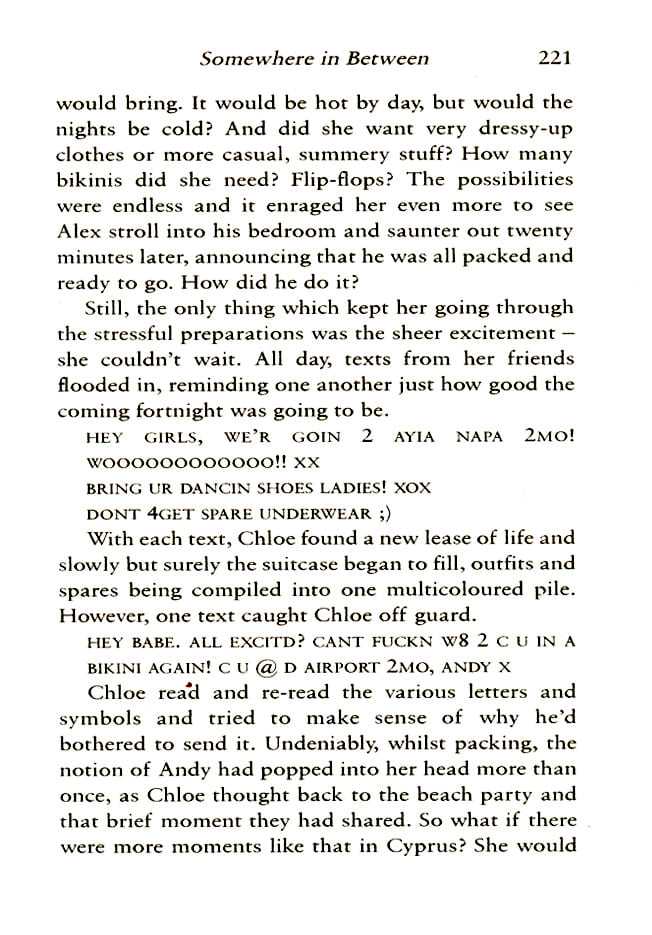 Somewhere in Between 221
would bring. It would be hot by day, but would the
nights be cold? And did she want very dressy-up
clothes or more casual, summery stuff? How many
bikinis did she need? Flip-flops? The possibilities
were endless and it enraged her even more to see
Alex stroll into his bedroom and saunter out twenty
minutes later, announcing that he was all packed and
ready to go. How did he do it?
Still, the only thing which kept her going through
the stressful preparations was the sheer excitement –
she couldn't wait. All day, texts from her friends
flooded in, reminding one another just how good the
coming fortnight was going to be.
HEY GIRLS, WE'R GOIN 2 AYIA NAPA 2MO!
WOOOOOOOOOOOO!! XX
BRING UR DANCIN SHOES LADIES! XOX
DONT 4GET SPARE UNDERWEAR ;)
With each text, Chloe found a new lease of life and
slowly but surely the suitcase began to fill, outfits and
spares being compiled into one multicoloured pile.
However, one text caught Chloe off guard.
HEY BABE. ALL EXCITD? CANT FUCKN W8 2 C U IN A
BIKINI AGAIN! C U @ D AIRPORT 2MO, ANDY X
Chloe read and re-read the various letters and
symbols and tried to make sense of why he'd
bothered to send it. Undeniably, whilst packing, the
notion of Andy had popped into her head more than
once, as Chloe thought back to the beach party and
that brief moment they had shared. So what if there
were more moments like that in Cyprus? She would